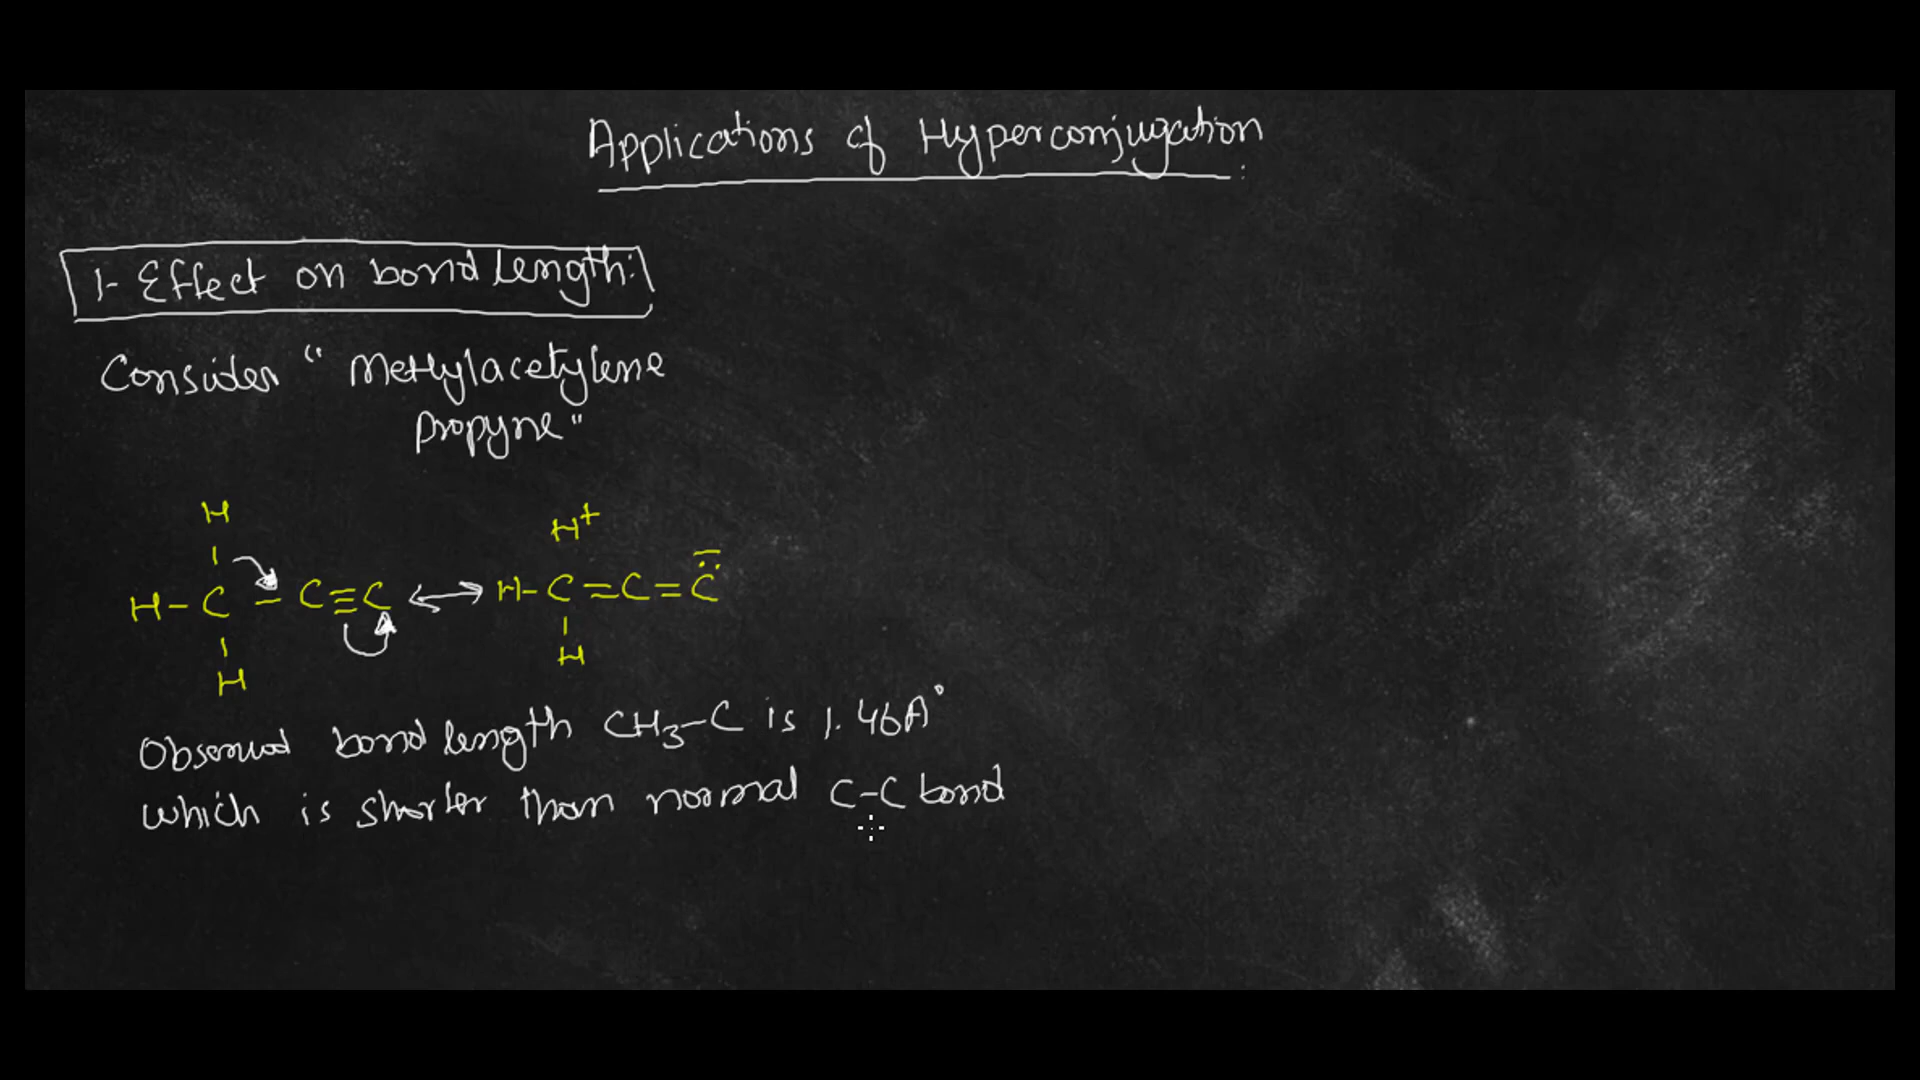 Applications of Hyperconjugation:
1- Effect on bond length:
Consider "Methylacetylene
Propyne"
H H+
H-C-C≡C ⟷ H-C=C=C̈⁻
H H
Observed bond length CH₃-C is 1.46A°
which is shorter than normal C-C bond